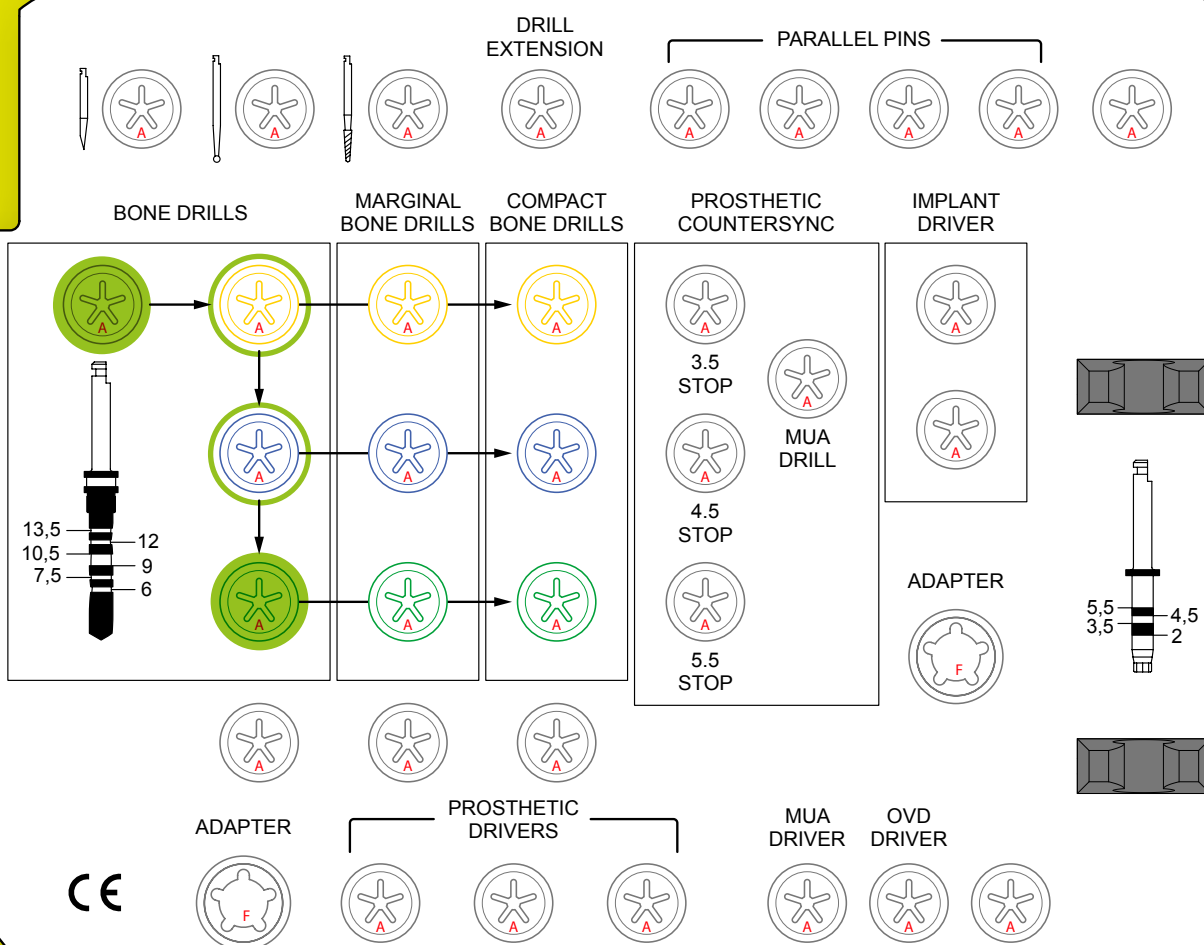 DRILL
EXTENSION
PARALLEL PINS
A A A A A A A A A
BONE DRILLS
MARGINAL
BONE DRILLS
COMPACT
BONE DRILLS
PROSTHETIC
COUNTERSYNC
IMPLANT
DRIVER
A A A A A A
3.5
STOP
A
MUA
DRILL
A A A A A
4.5
STOP
13,5
12
10,5
9
7,5
6
A A A A
5.5
STOP
ADAPTER
F
5,5
4,5
3,5
2
A A A
ADAPTER
F
PROSTHETIC
DRIVERS
A A A
MUA
DRIVER
OVD
DRIVER
A A A
CE